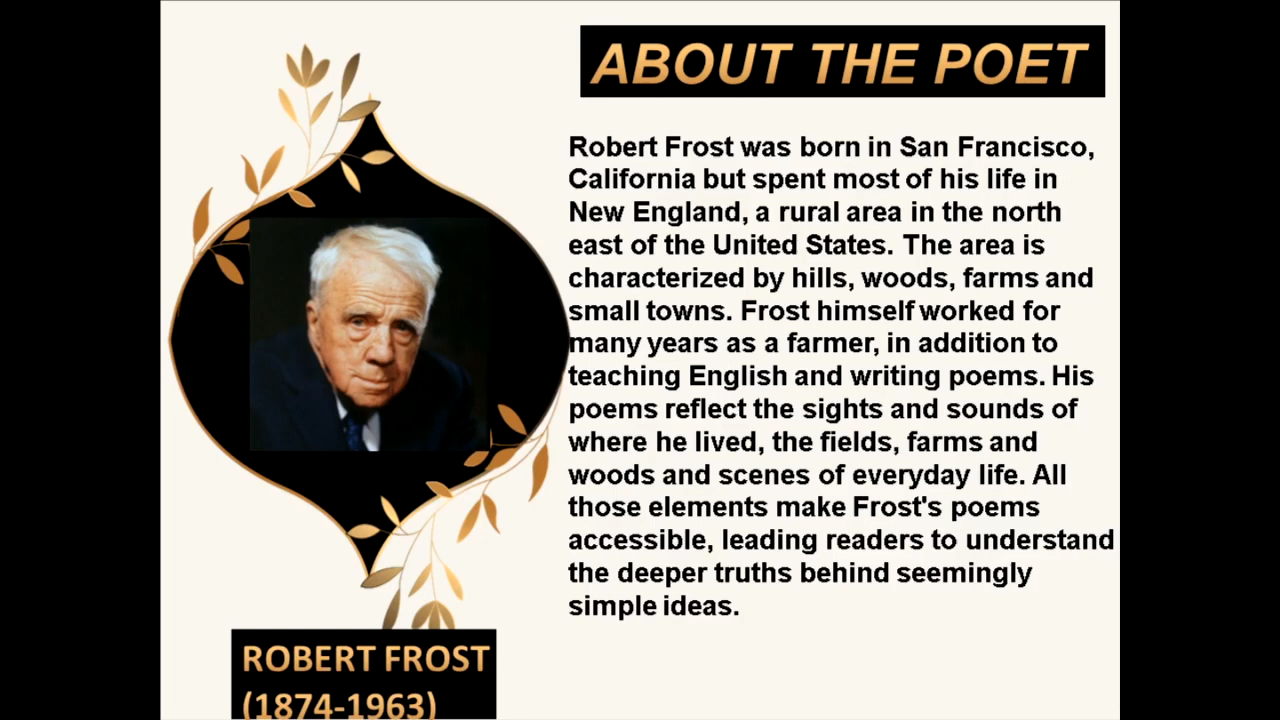 ABOUT THE POET
Robert Frost was born in San Francisco,
California but spent most of his life in
New England, a rural area in the north
east of the United States. The area is
characterized by hills, woods, farms and
small towns. Frost himself worked for
many years as a farmer, in addition to
teaching English and writing poems. His
poems reflect the sights and sounds of
where he lived, the fields, farms and
woods and scenes of everyday life. All
those elements make Frost's poems
accessible, leading readers to understand
the deeper truths behind seemingly
simple ideas.
ROBERT FROST
(1874-1963)